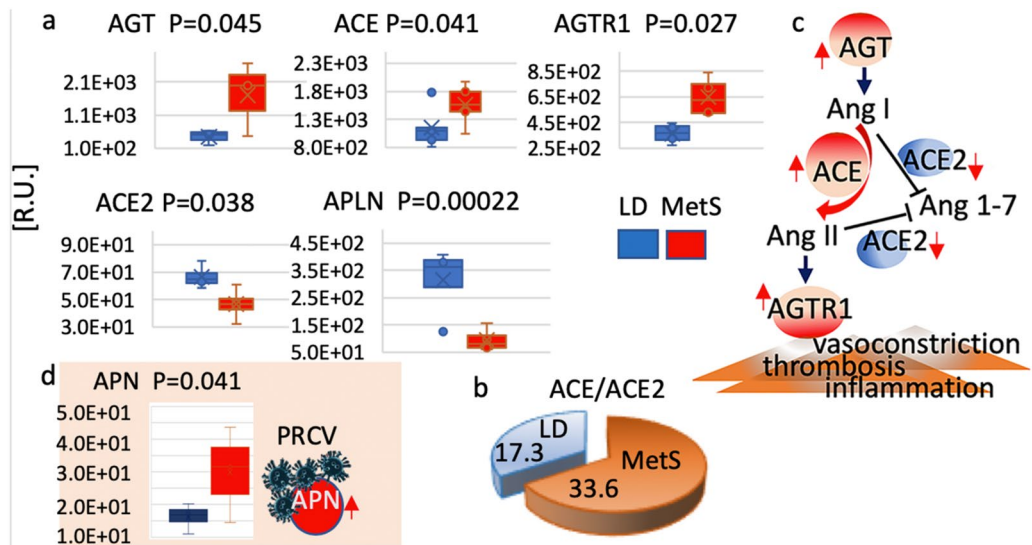 a
AGT P=0.045
2.1E+03
1.1E+03
1.0E+02
ACE P=0.041
2.3E+03
1.8E+03
1.3E+03
8.0E+02
AGTR1 P=0.027
8.5E+02
6.5E+02
4.5E+02
2.5E+02
[R.U.]
ACE2 P=0.038
9.0E+01
7.0E+01
5.0E+01
3.0E+01
APLN P=0.00022
4.5E+02
3.5E+02
2.5E+02
1.5E+02
5.0E+01
LD MetS
c
AGT
Ang I
ACE
ACE2
Ang 1-7
Ang II
ACE2
AGTR1
vasoconstriction
thrombosis
inflammation
d
APN P=0.041
5.0E+01
4.0E+01
3.0E+01
2.0E+01
1.0E+01
PRCV
APN
b
ACE/ACE2
LD
17.3
MetS
33.6